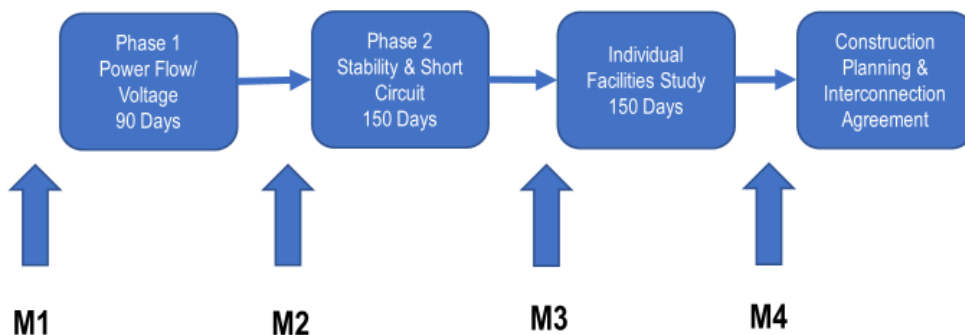 Phase 1
Power Flow/
Voltage
90 Days
Phase 2
Stability & Short
Circuit
150 Days
Individual
Facilities Study
150 Days
Construction
Planning &
Interconnection
Agreement
M1
M2
M3
M4